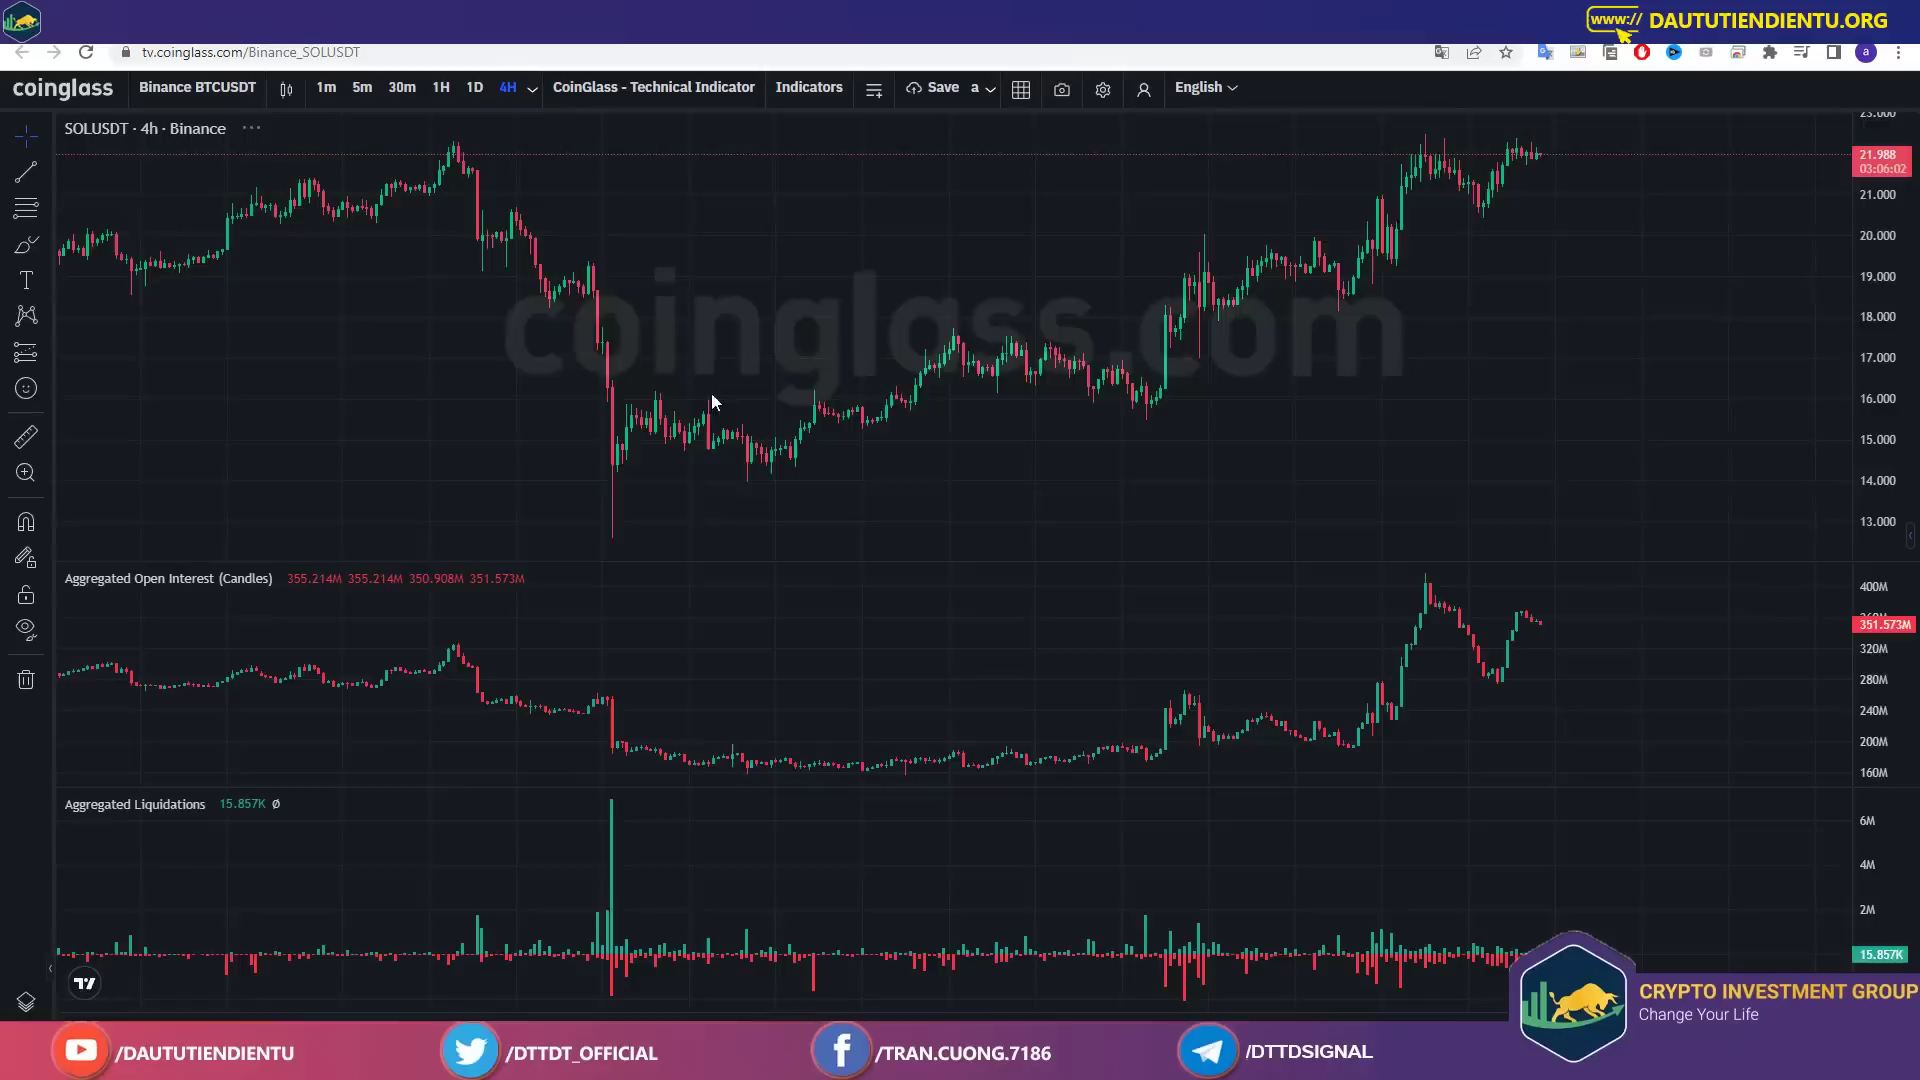 www:// DAUTUTIENDIENTU.ORG
tv.coinglass.com/Binance_SOLUSDT
a
coinglass Binance BTCUSDT 1m 5m 30m 1H 1D 4H CoinGlass - Technical Indicator Indicators Save a English
SOLUSDT · 4h · Binance ···
23.000
21.988
03:06:02
21.000
20.000
19.000
18.000
17.000
16.000
15.000
14.000
13.000
coinglass.com
Aggregated Open Interest (Candles) 355.214M 355.214M 350.908M 351.573M
400M
351.573M
320M
280M
240M
200M
160M
Aggregated Liquidations 15.857K Ø
6M
4M
2M
15.857K
CRYPTO INVESTMENT GROUP
Change Your Life
/DAUTUTIENDIENTU /DTTDT_OFFICIAL /TRAN.CUONG.7186 /DTTDSIGNAL